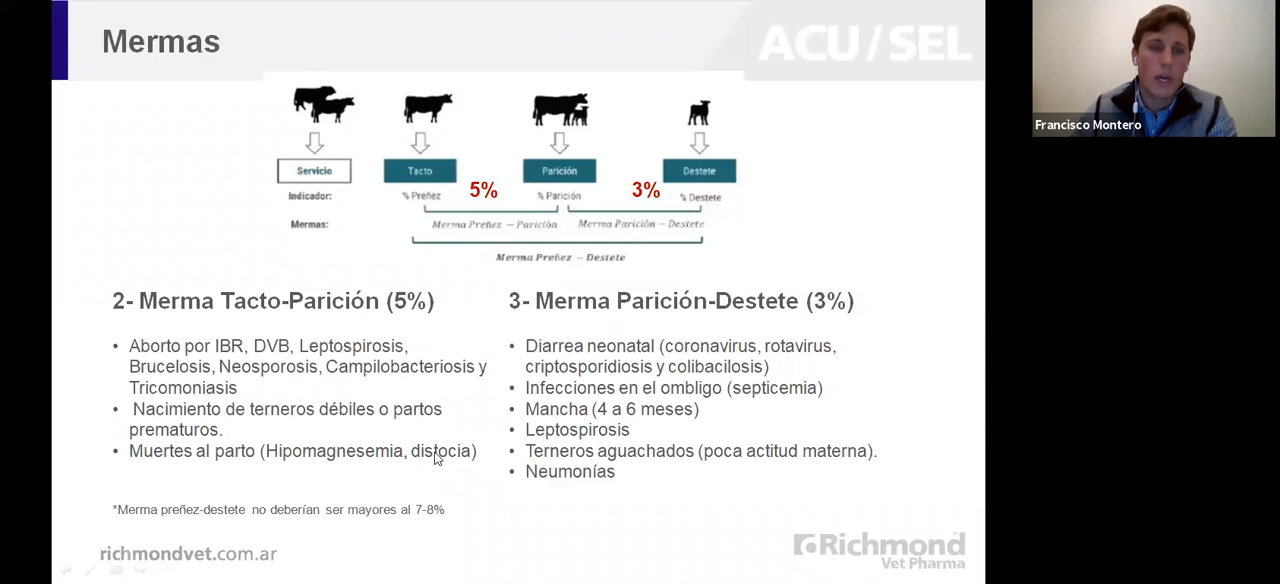 Mermas
ACU/SEL
Francisco Montero
Servicio
Tacto
Parición
Destete
Indicador:
% Preñez
5%
% Parición
3%
% Destete
Mermas:
Merma Preñez – Parición
Merma Parición – Destete
Merma Preñez – Destete
2- Merma Tacto-Parición (5%)
• Aborto por IBR, DVB, Leptospirosis,
Brucelosis, Neosporosis, Campilobacteriosis y
Tricomoniasis
• Nacimiento de terneros débiles o partos
prematuros.
• Muertes al parto (Hipomagnesemia, distocia)
3- Merma Parición-Destete (3%)
• Diarrea neonatal (coronavirus, rotavirus,
criptosporidiosis y colibacilosis)
• Infecciones en el ombligo (septicemia)
• Mancha (4 a 6 meses)
• Leptospirosis
• Terneros aguachados (poca actitud materna).
• Neumonías
*Merma preñez-destete no deberían ser mayores al 7-8%
richmondvet.com.ar
Richmond
Vet Pharma